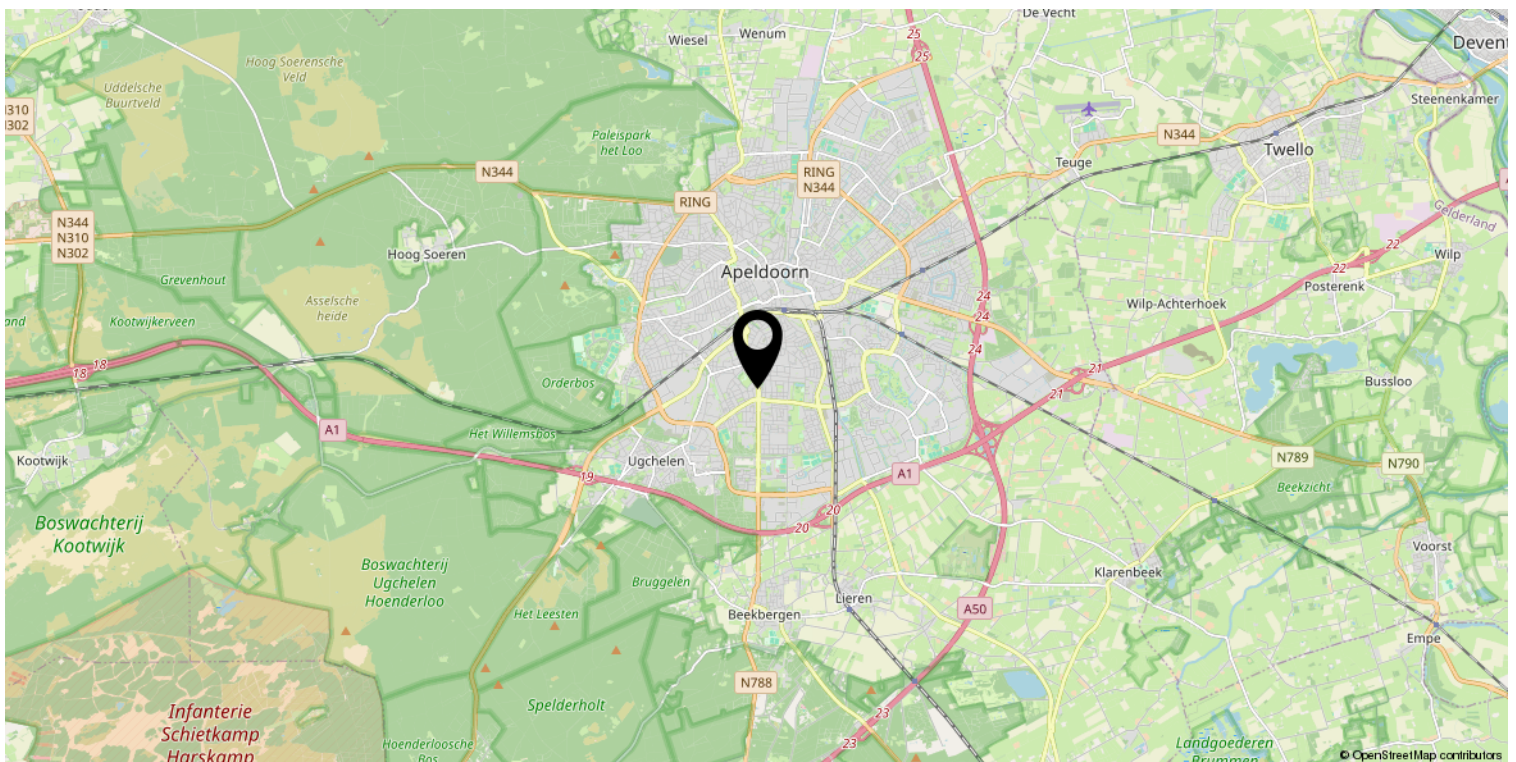 De Vecht
Wiesel
Wenum
25
25
Deven
Hoog Soerensche
Veld
Uddelsche
Buurtveld
Steenenkamer
N310
N302
Paleispark
het Loo
N344
Twello
Teuge
N344
RING
N344
RING
N344
N310
N302
Gelderland
Hoog Soeren
22
22
Wilp
Grevenhout
Apeldoorn
Posterenk
Asselsche
heide
24
24
24
Wilp-Achterhoek
Kootwijkerveen
18
18
21
21
Orderbos
Bussloo
A1
Het Willemsbos
Kootwijk
Ugchelen
19
A1
N789
N790
Beekzicht
20
20
Boswachterij
Kootwijk
Voorst
Boswachterij
Ugchelen
Hoenderloo
Klarenbeek
Bruggelen
Lieren
Het Leesten
Beekbergen
A50
Empe
N788
Spelderholt
Infanterie
Schietkamp
Harskamp
23
23
Hoenderloosche
Bos
Landgoederen
Brummen
© OpenStreetMap contributors